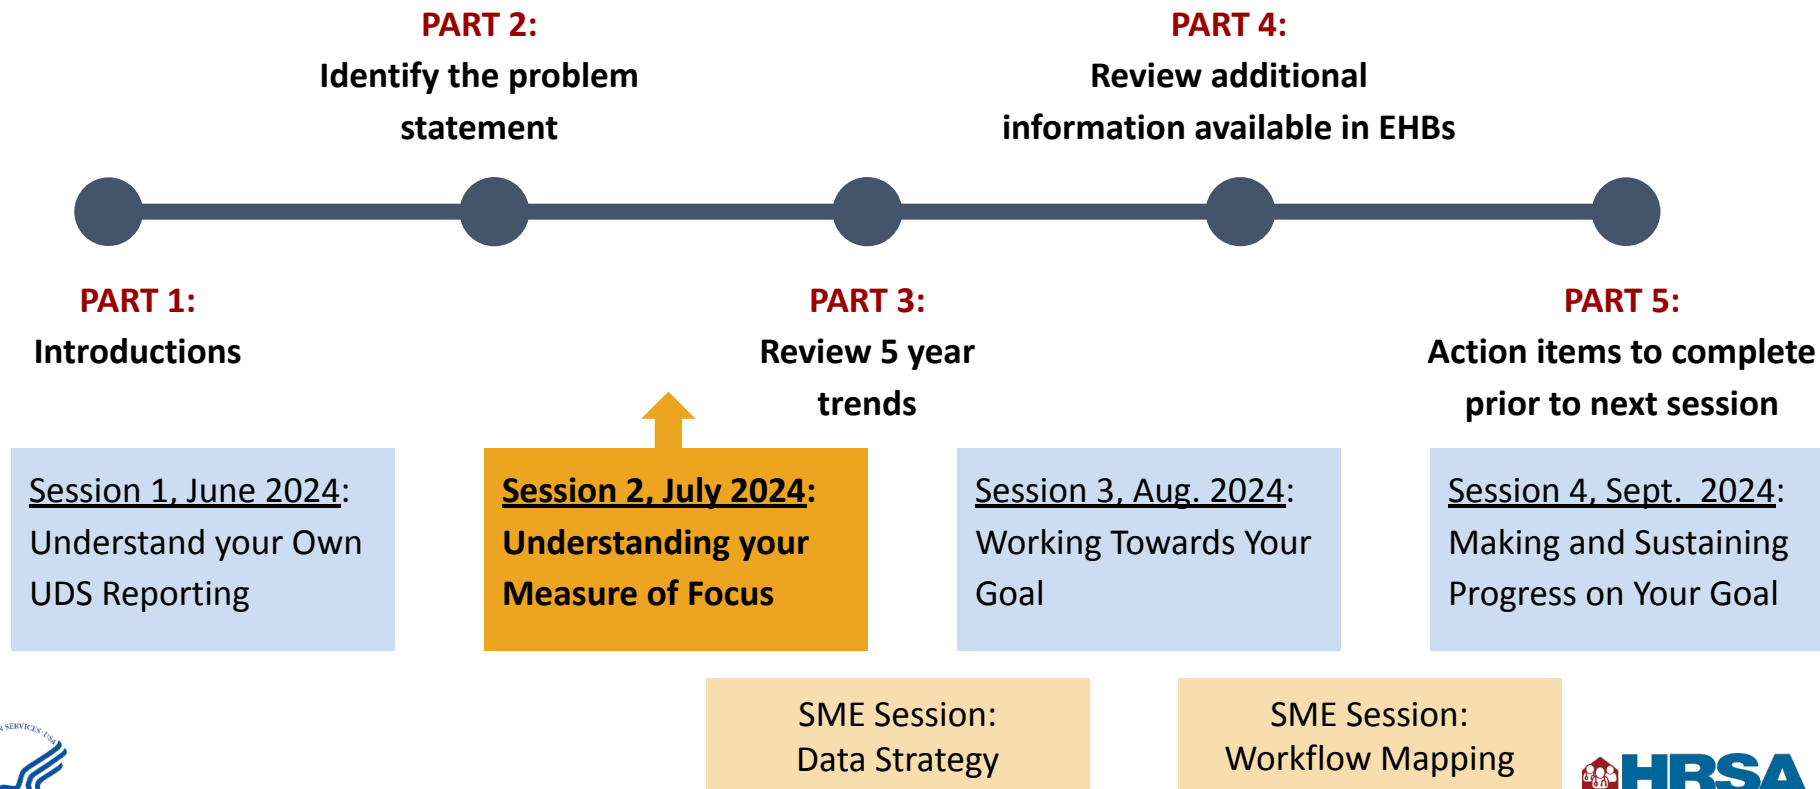 PART 2:
Identify the problem
statement
PART 4:
Review additional
information available in EHBs
PART 1:
Introductions
PART 3:
Review 5 year
trends
PART 5:
Action items to complete
prior to next session
Session 1, June 2024:
Understand your Own
UDS Reporting
Session 2, July 2024:
Understanding your
Measure of Focus
Session 3, Aug. 2024:
Working Towards Your
Goal
Session 4, Sept. 2024:
Making and Sustaining
Progress on Your Goal
SME Session:
Data Strategy
SME Session:
Workflow Mapping
SERVICES·USA
HRSA